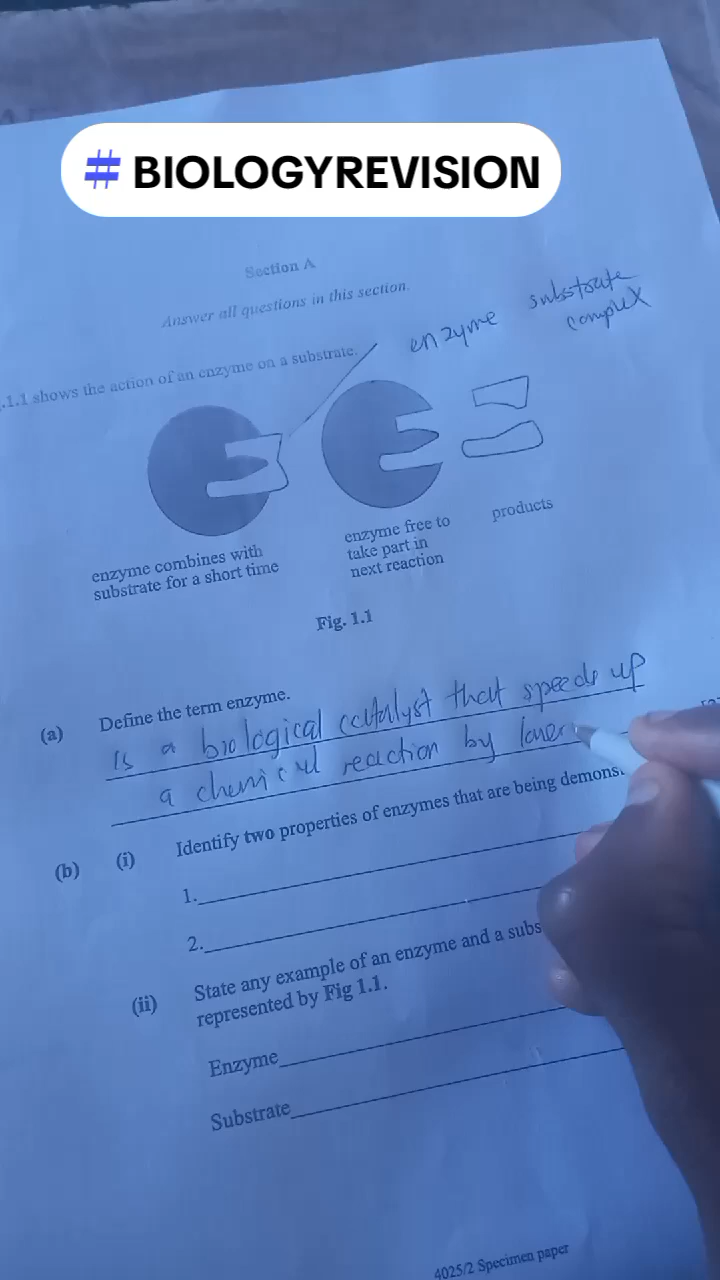 # BIOLOGYREVISION
Section A
Answer all questions in this section.
.1.1 shows the action of an enzyme on a substrate.
enzyme substrate
complex
enzyme combines with
substrate for a short time
enzyme free to
take part in
next reaction
products
Fig. 1.1
(a) Define the term enzyme.
is a biological catalyst that speeds up
a chemical reaction by lower
(b) (i) Identify two properties of enzymes that are being demons
1.
2.
(ii) State any example of an enzyme and a subs
represented by Fig 1.1.
Enzyme
Substrate
4025/2 Specimen paper